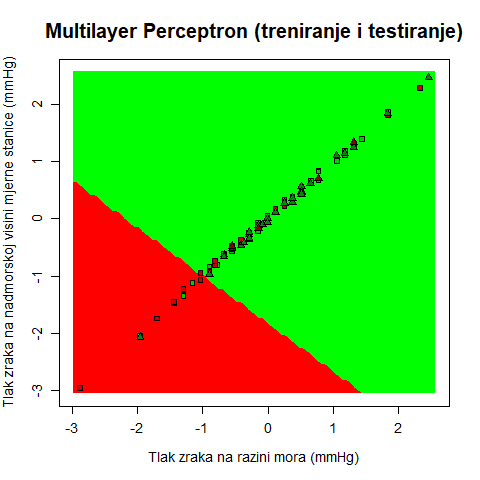 Multilayer Perceptron (treniranje i testiranje)
Tlak zraka na nadmorskoj visini mjerne stanice (mmHg)
2
1
0
-1
-2
-3
-3 -2 -1 0 1 2
Tlak zraka na razini mora (mmHg)